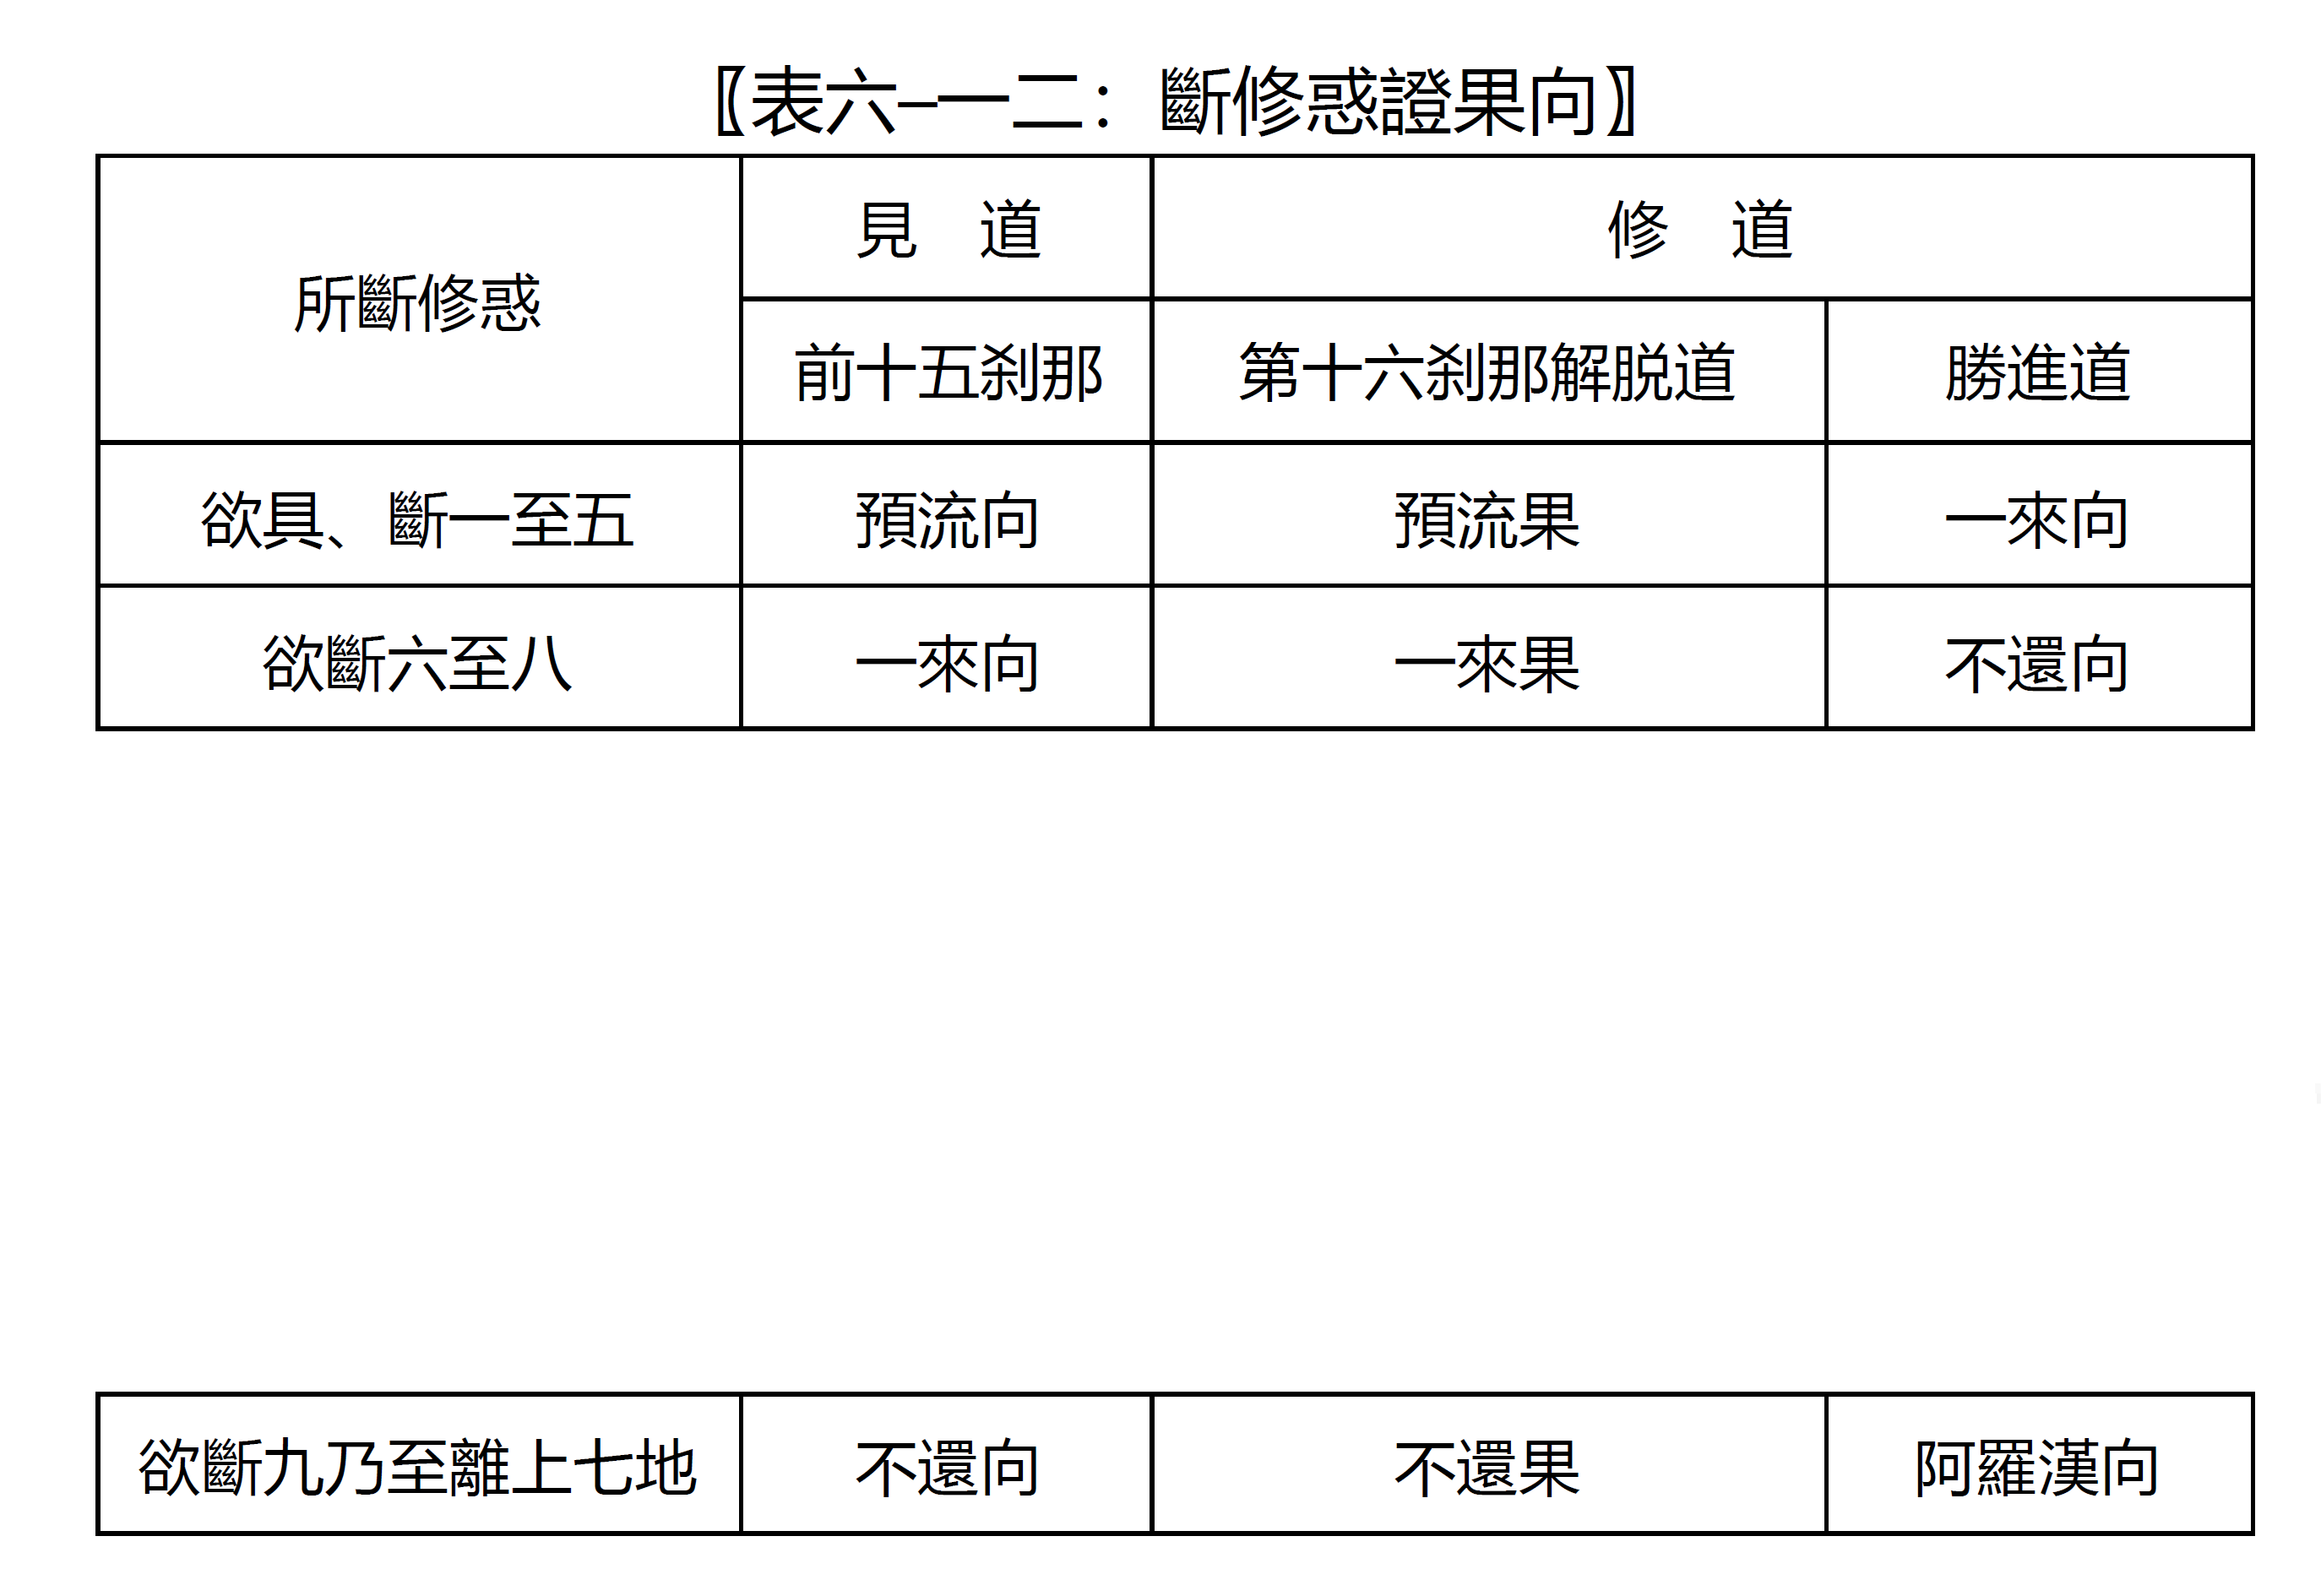 〖表六–一二：斷修惑證果向〗
所斷修惑
見　道
修　道
前十五剎那
第十六剎那解脫道
勝進道
欲具、斷一至五
預流向
預流果
一來向
欲斷六至八
一來向
一來果
不還向
欲斷九乃至離上七地
不還向
不還果
阿羅漢向